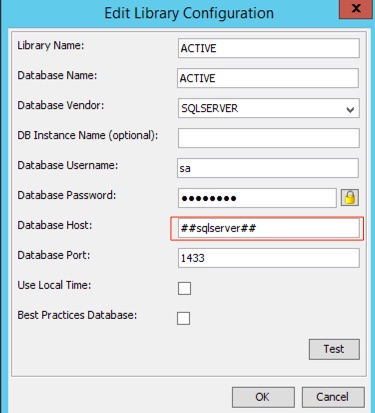 Edit Library Configuration
x
Library Name: ACTIVE
Database Name: ACTIVE
Database Vendor: SQLSERVER
DB Instance Name (optional):
Database Username: sa
Database Password: ●●●●●●●●
Database Host: ##sqlserver##
Database Port: 1433
Use Local Time:
Best Practices Database:
Test
OK Cancel